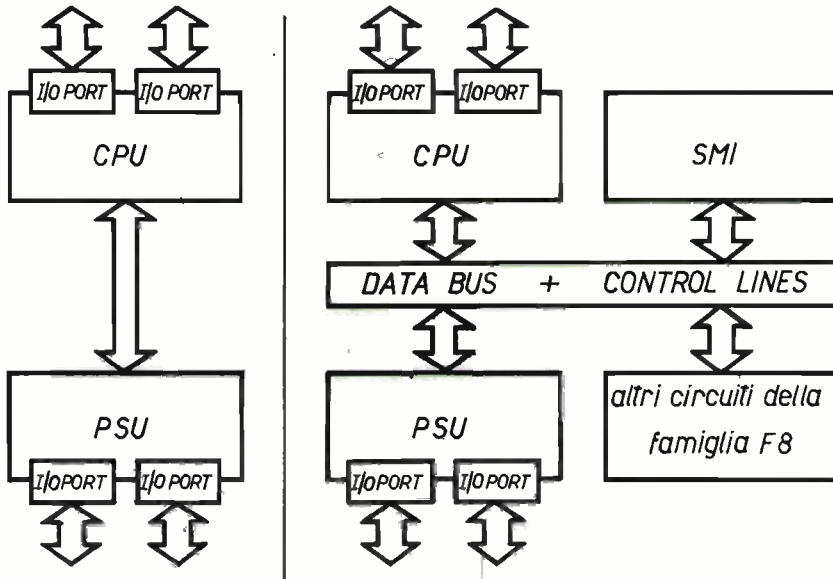 I/O PORT
I/O PORT
CPU
PSU
I/O PORT
I/O PORT
I/O PORT
I/O PORT
CPU
SMI
DATA BUS + CONTROL LINES
PSU
I/O PORT
I/O PORT
altri circuiti della
famiglia F8